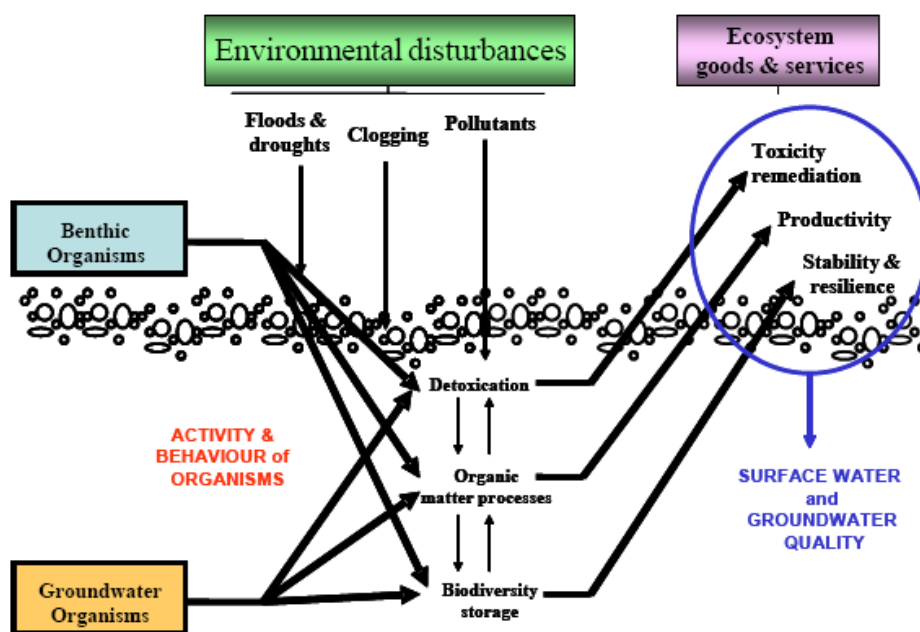 Environmental disturbances
Ecosystem
goods & services
Floods &
droughts
Clogging
Pollutants
Toxicity
remediation
Productivity
Stability &
resilience
Benthic
Organisms
Detoxication
ACTIVITY &
BEHAVIOUR of
ORGANISMS
Organic
matter processes
SURFACE WATER
and
GROUNDWATER
QUALITY
Groundwater
Organisms
Biodiversity
storage